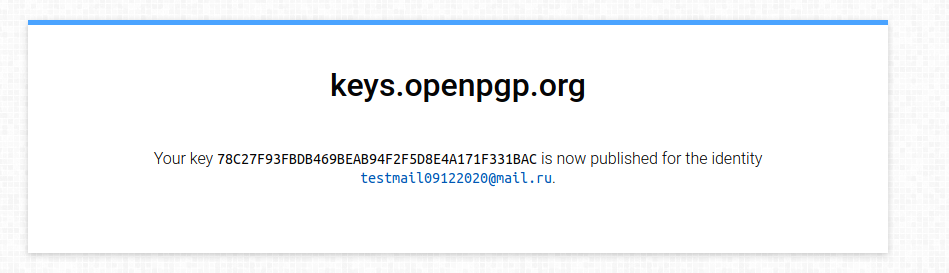 keys.openpgp.org
Your key 78C27F93FBDB469BEAB94F2F5D8E4A171F331BAC is now published for the identity
testmail09122020@mail.ru.